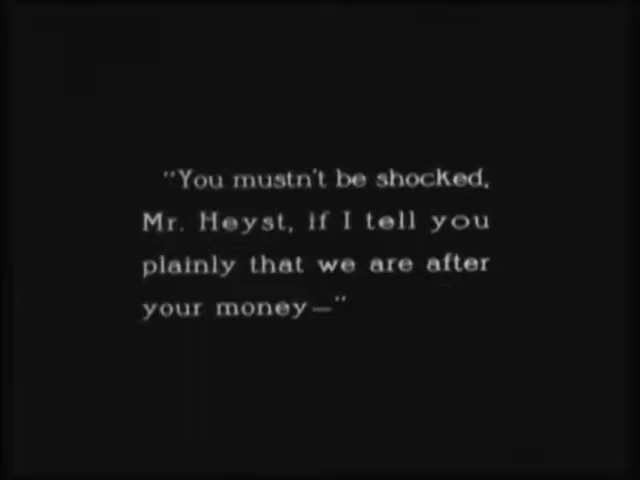 "You mustn't be shocked,
Mr. Heyst, if I tell you
plainly that we are after
your money—"